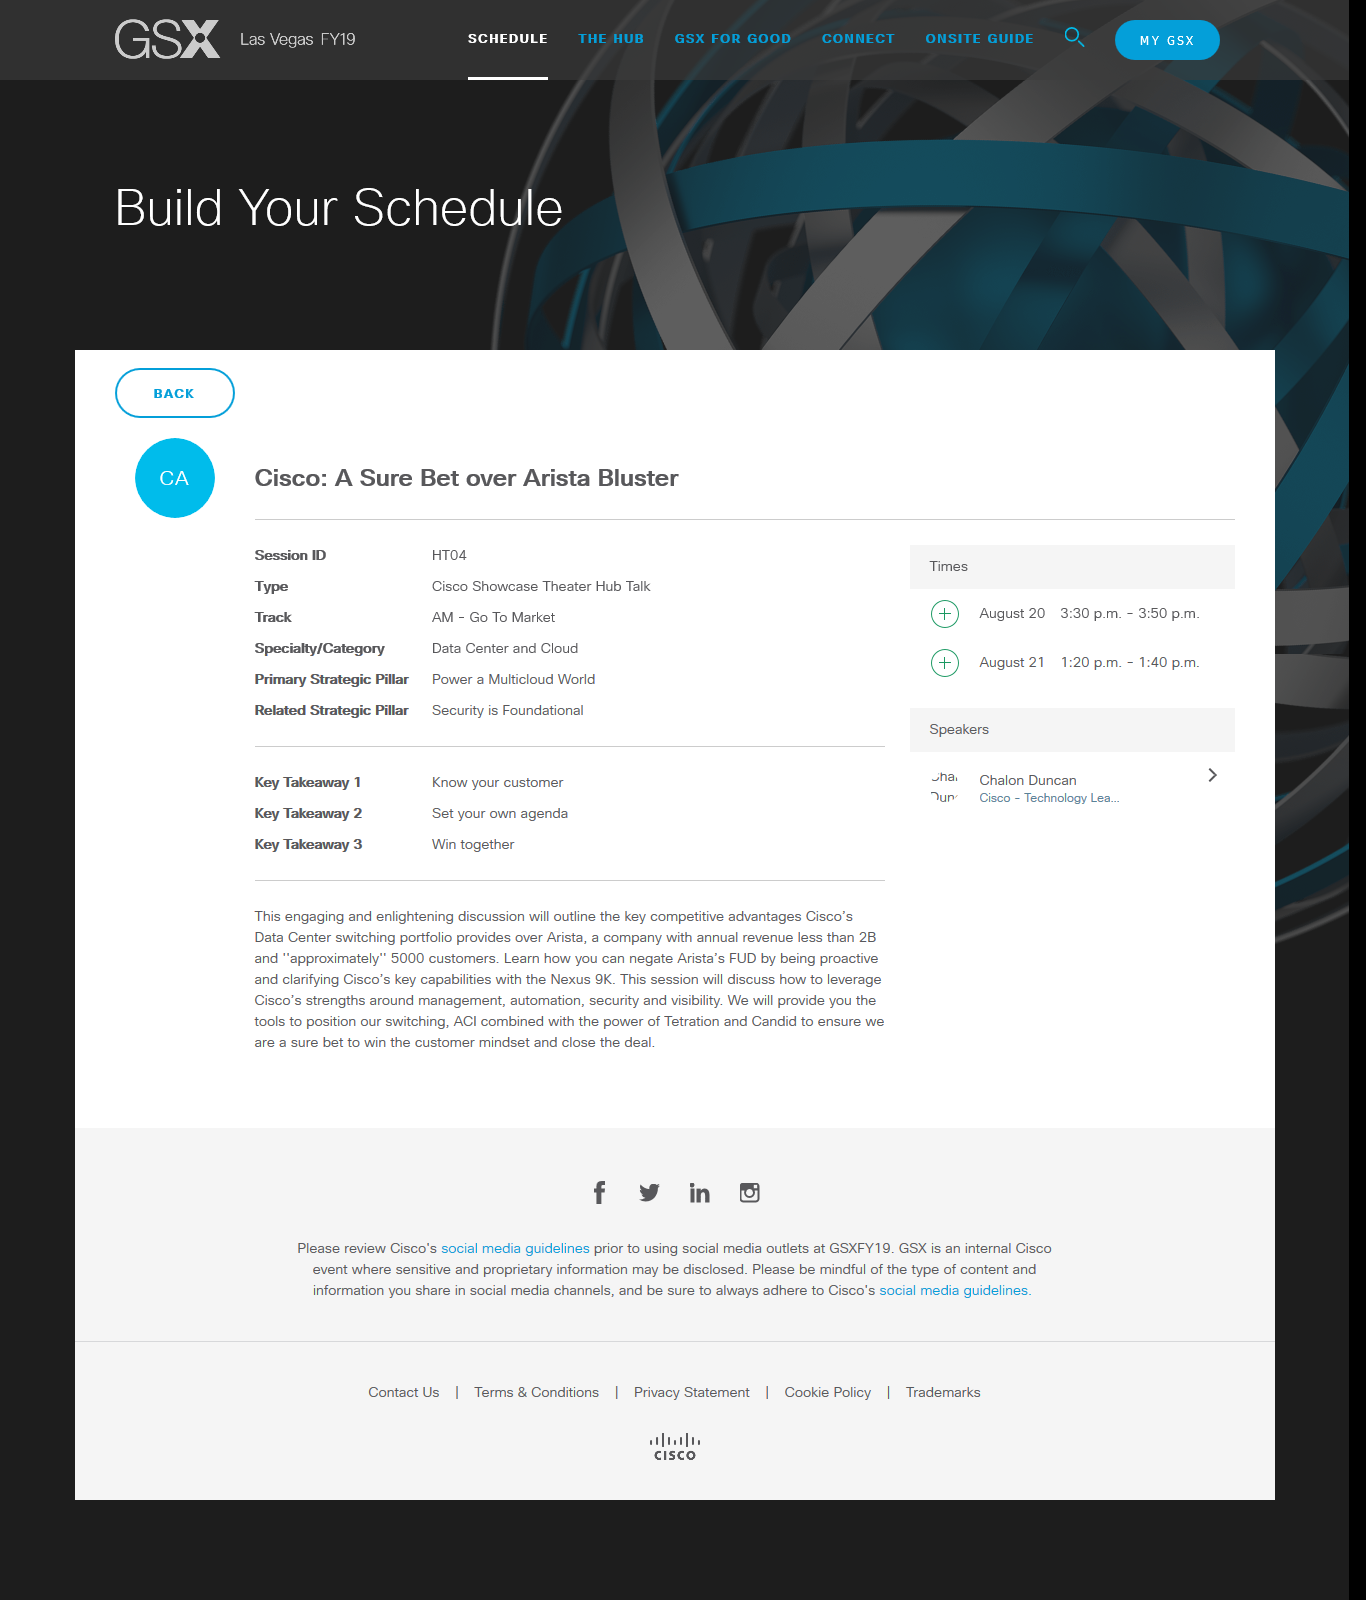 GSX Las Vegas FY19
SCHEDULE THE HUB GSX FOR GOOD CONNECT ONSITE GUIDE MY GSX
Build Your Schedule
BACK
CA
Cisco: A Sure Bet over Arista Bluster
Session ID HT04
Type Cisco Showcase Theater Hub Talk
Track AM - Go To Market
Specialty/Category Data Center and Cloud
Primary Strategic Pillar Power a Multicloud World
Related Strategic Pillar Security is Foundational
Key Takeaway 1 Know your customer
Key Takeaway 2 Set your own agenda
Key Takeaway 3 Win together
This engaging and enlightening discussion will outline the key competitive advantages Cisco's
Data Center switching portfolio provides over Arista, a company with annual revenue less than 2B
and ''approximately'' 5000 customers. Learn how you can negate Arista's FUD by being proactive
and clarifying Cisco's key capabilities with the Nexus 9K. This session will discuss how to leverage
Cisco's strengths around management, automation, security and visibility. We will provide you the
tools to position our switching, ACI combined with the power of Tetration and Candid to ensure we
are a sure bet to win the customer mindset and close the deal.
Times
August 20 3:30 p.m. - 3:50 p.m.
August 21 1:20 p.m. - 1:40 p.m.
Speakers
Chalon Duncan
Cisco - Technology Lea...
Please review Cisco's social media guidelines prior to using social media outlets at GSXFY19. GSX is an internal Cisco
event where sensitive and proprietary information may be disclosed. Please be mindful of the type of content and
information you share in social media channels, and be sure to always adhere to Cisco's social media guidelines.
Contact Us | Terms & Conditions | Privacy Statement | Cookie Policy | Trademarks
CISCO